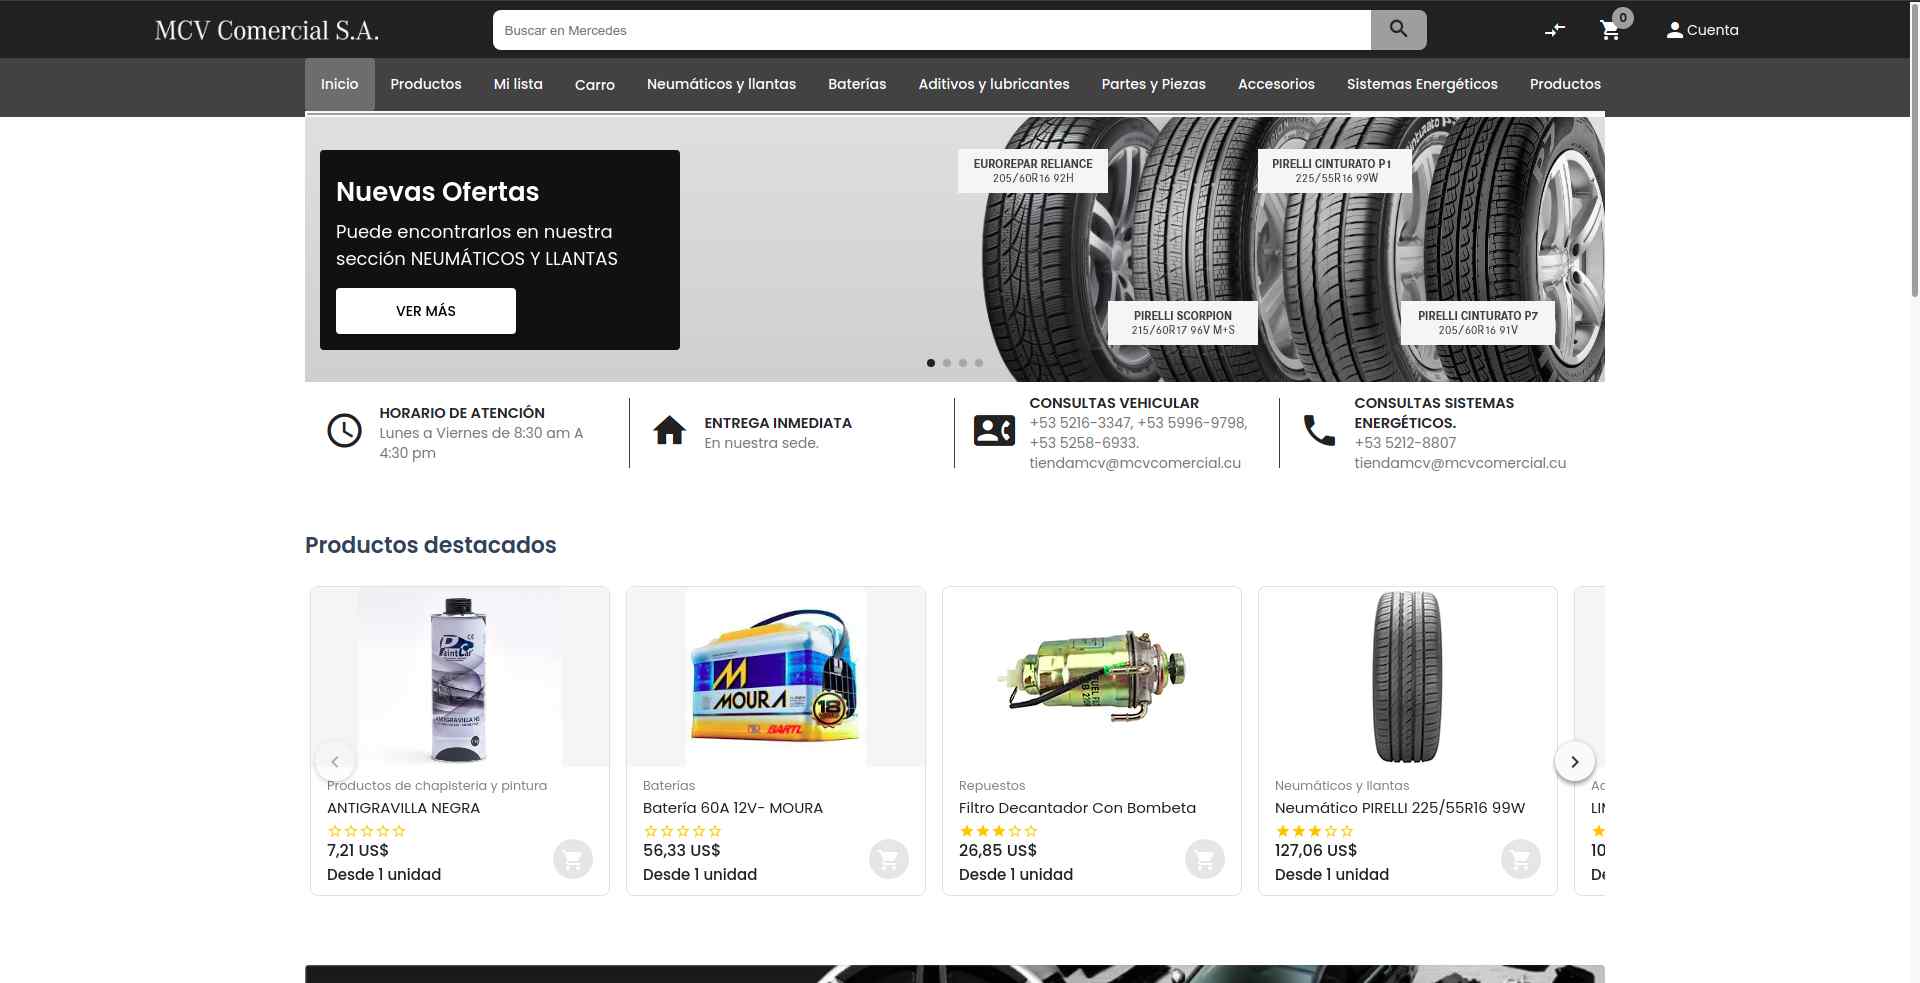 MCV Comercial S.A.
Buscar en Mercedes
0
Cuenta
Inicio
Productos
Mi lista
Carro
Neumáticos y llantas
Baterías
Aditivos y lubricantes
Partes y Piezas
Accesorios
Sistemas Energéticos
Productos
Nuevas Ofertas
Puede encontrarlos en nuestra
sección NEUMÁTICOS Y LLANTAS
VER MÁS
EUROREPAR RELIANCE
205/60R16 92H
PIRELLI CINTURATO P1
225/55R16 99W
PIRELLI SCORPION
215/60R17 96V M+S
PIRELLI CINTURATO P7
205/60R16 91V
HORARIO DE ATENCIÓN
Lunes a Viernes de 8:30 am A
4:30 pm
ENTREGA INMEDIATA
En nuestra sede.
CONSULTAS VEHICULAR
+53 5216-3347, +53 5996-9798,
+53 5258-6933.
tiendamcv@mcvcomercial.cu
CONSULTAS SISTEMAS
ENERGÉTICOS.
+53 5212-8807
tiendamcv@mcvcomercial.cu
Productos destacados
PaintCar
ANTIGRAVILLA HS
Productos de chapisteria y pintura
ANTIGRAVILLA NEGRA
7,21 US$
Desde 1 unidad
MOURA
18
BARTL
Baterías
Batería 60A 12V- MOURA
56,33 US$
Desde 1 unidad
Repuestos
Filtro Decantador Con Bombeta
26,85 US$
Desde 1 unidad
Neumáticos y llantas
Neumático PIRELLI 225/55R16 99W
127,06 US$
Desde 1 unidad